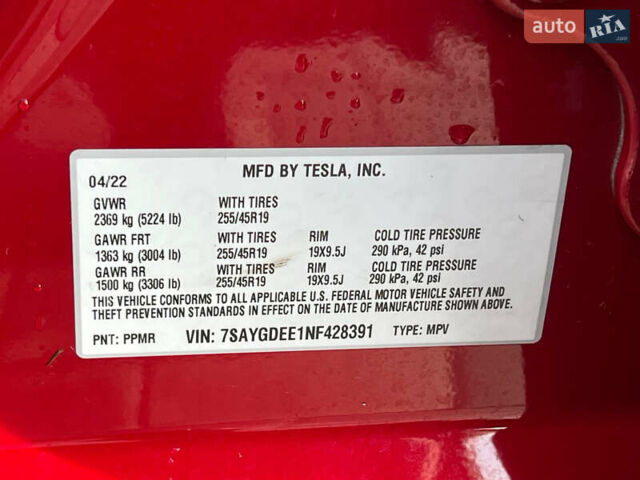 auto RIA.com
MFD BY TESLA, INC.
04/22
GVWR WITH TIRES
2369 kg (5224 lb) 255/45R19
GAWR FRT WITH TIRES RIM COLD TIRE PRESSURE
1363 kg (3004 lb) 255/45R19 19X9.5J 290 kPa, 42 psi
GAWR RR WITH TIRES RIM COLD TIRE PRESSURE
1500 kg (3306 lb) 255/45R19 19X9.5J 290 kPa, 42 psi
THIS VEHICLE CONFORMS TO ALL APPLICABLE U.S. FEDERAL MOTOR VEHICLE SAFETY AND
THEFT PREVENTION STANDARDS IN EFFECT ON THE DATE OF MANUFACTURE SHOWN ABOVE.
PNT: PPMR VIN: 7SAYGDEE1NF428391 TYPE: MPV